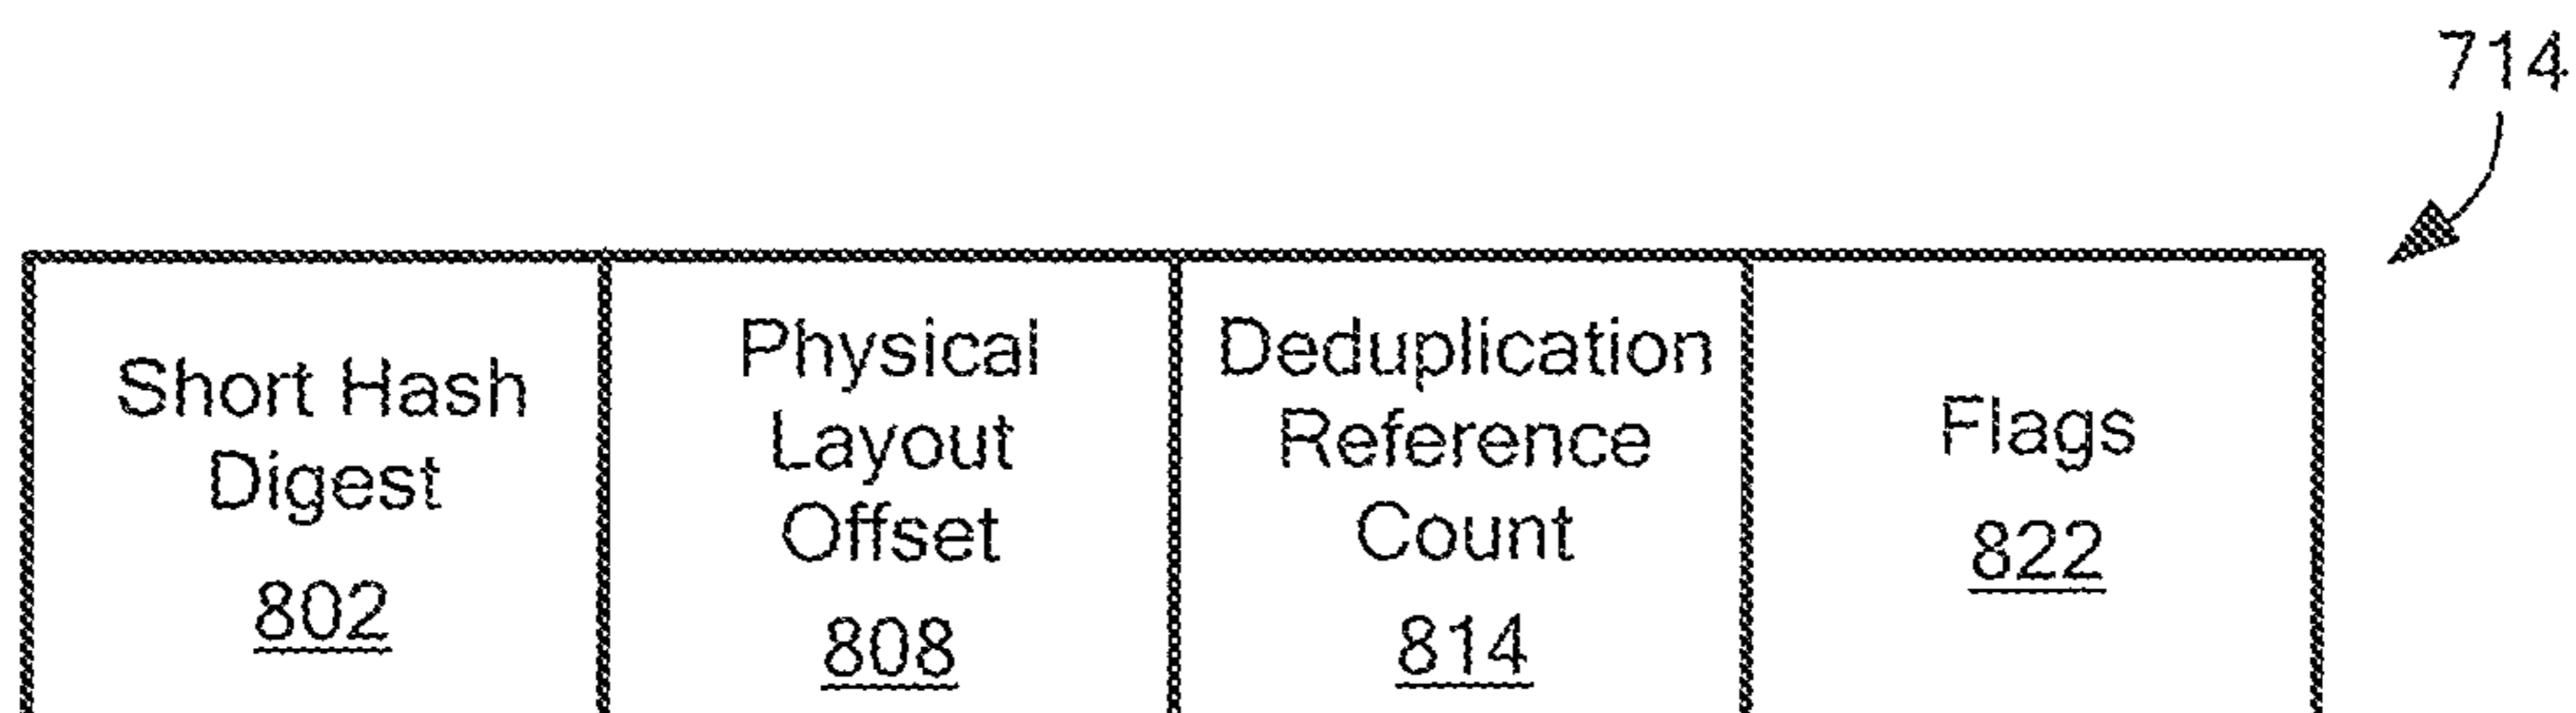 714
Short Hash
Digest
802
Physical
Layout
Offset
808
Deduplication
Reference
Count
814
Flags
822